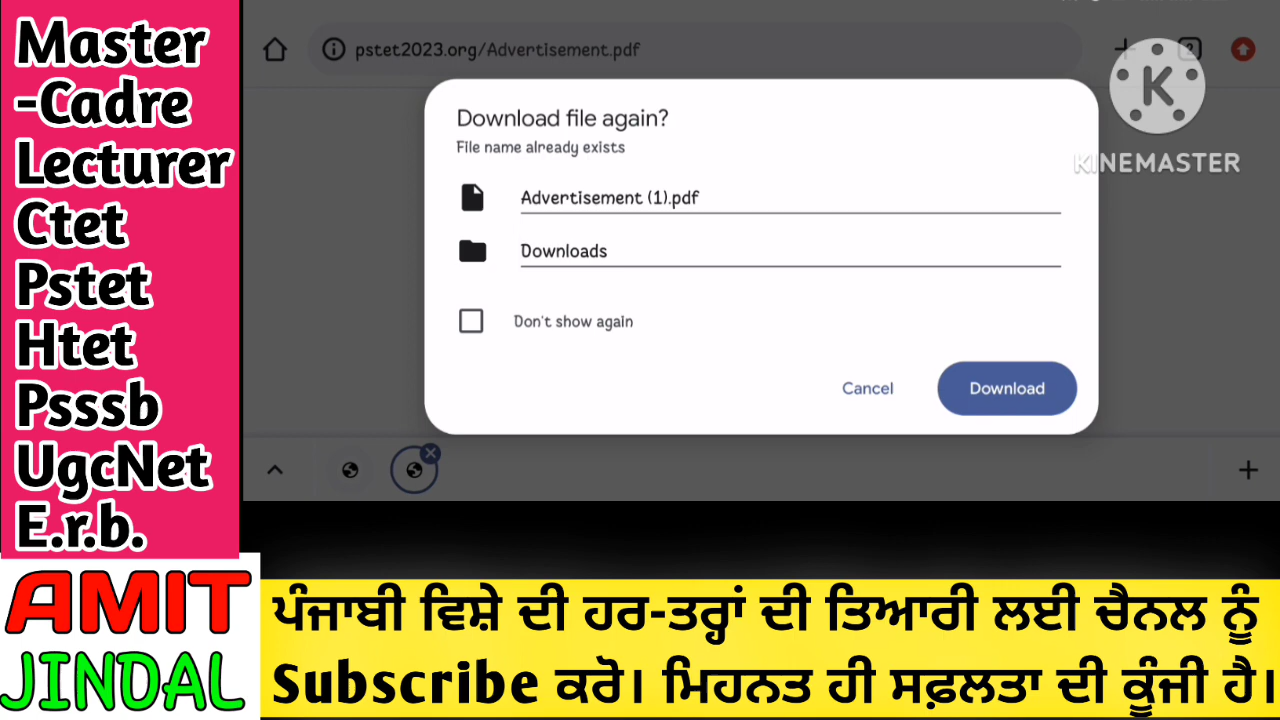 Master
-Cadre
Lecturer
Ctet
Pstet
Htet
Psssb
UgcNet
E.r.b.
AMIT
JINDAL
pstet2023.org/Advertisement.pdf
2
KINEMASTER
Download file again?
File name already exists
Advertisement (1).pdf
Downloads
Don't show again
Cancel
Download
ਪੰਜਾਬੀ ਵਿਸ਼ੇ ਦੀ ਹਰ-ਤਰ੍ਹਾਂ ਦੀ ਤਿਆਰੀ ਲਈ ਚੈਨਲ ਨੂੰ
Subscribe ਕਰੋ। ਮਿਹਨਤ ਹੀ ਸਫ਼ਲਤਾ ਦੀ ਕੂੰਜੀ ਹੈ।